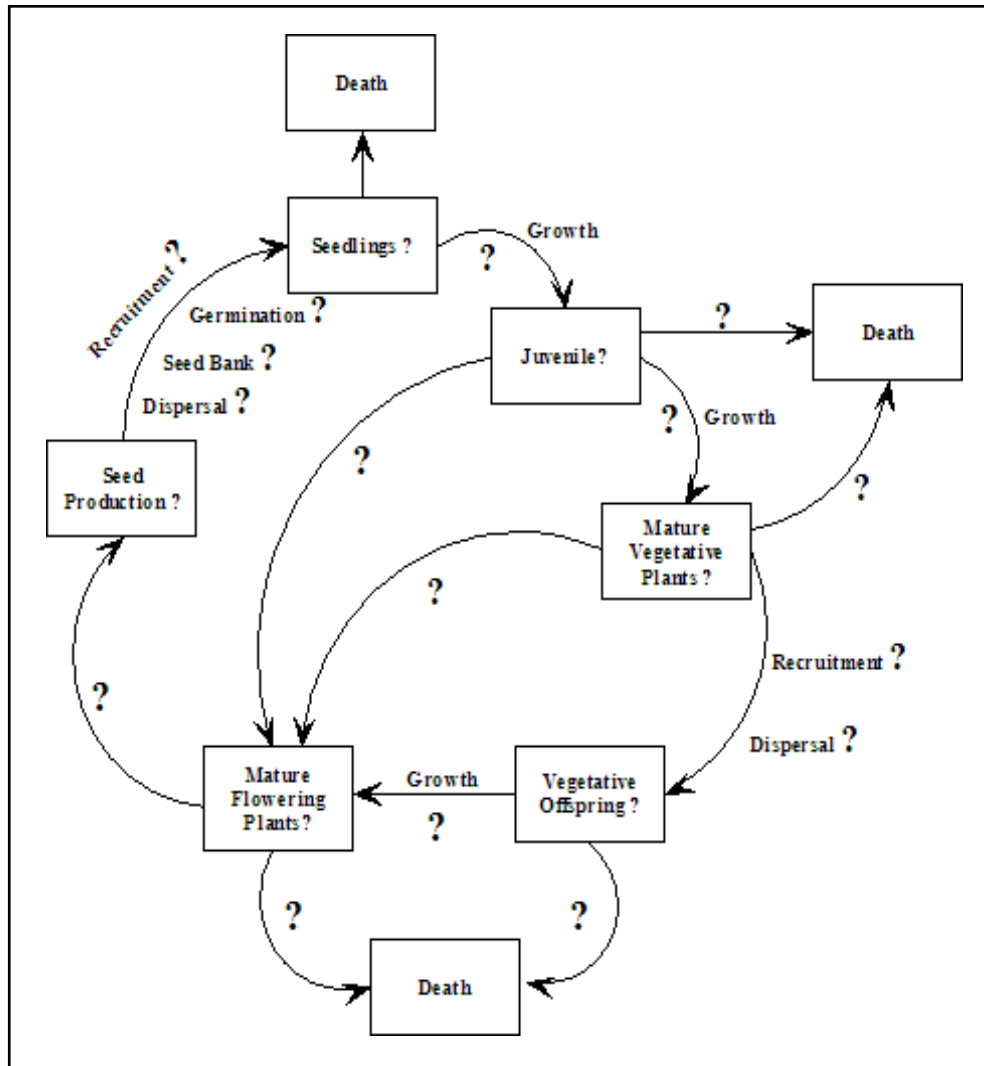 Death
Seedlings ?
Growth
?
Recruitment ?
Germination ?
Seed Bank ?
Dispersal ?
Juvenile?
?
Death
? Growth
?
?
Seed
Production ?
Mature
Vegetative
Plants ?
?
Recruitment ?
Dispersal ?
?
Mature
Flowering
Plants?
Growth
?
Vegetative
Offspring ?
?
?
Death